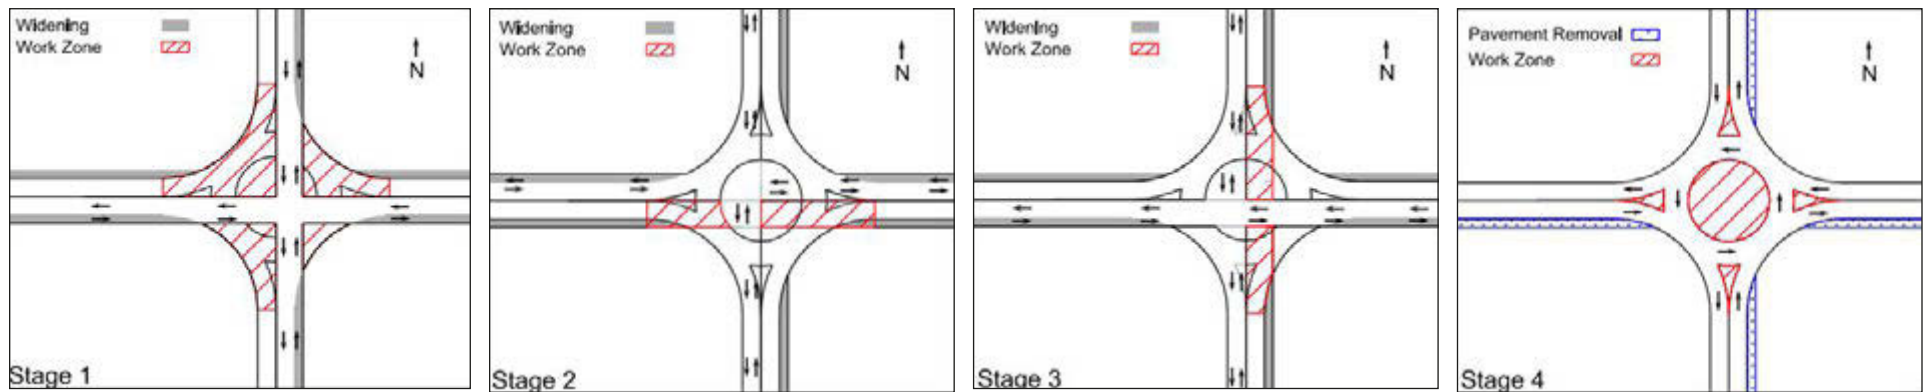 Widening
Work Zone
N
Stage 1
Widening
Work Zone
N
Stage 2
Widening
Work Zone
N
Stage 3
Pavement Removal
Work Zone
N
Stage 4